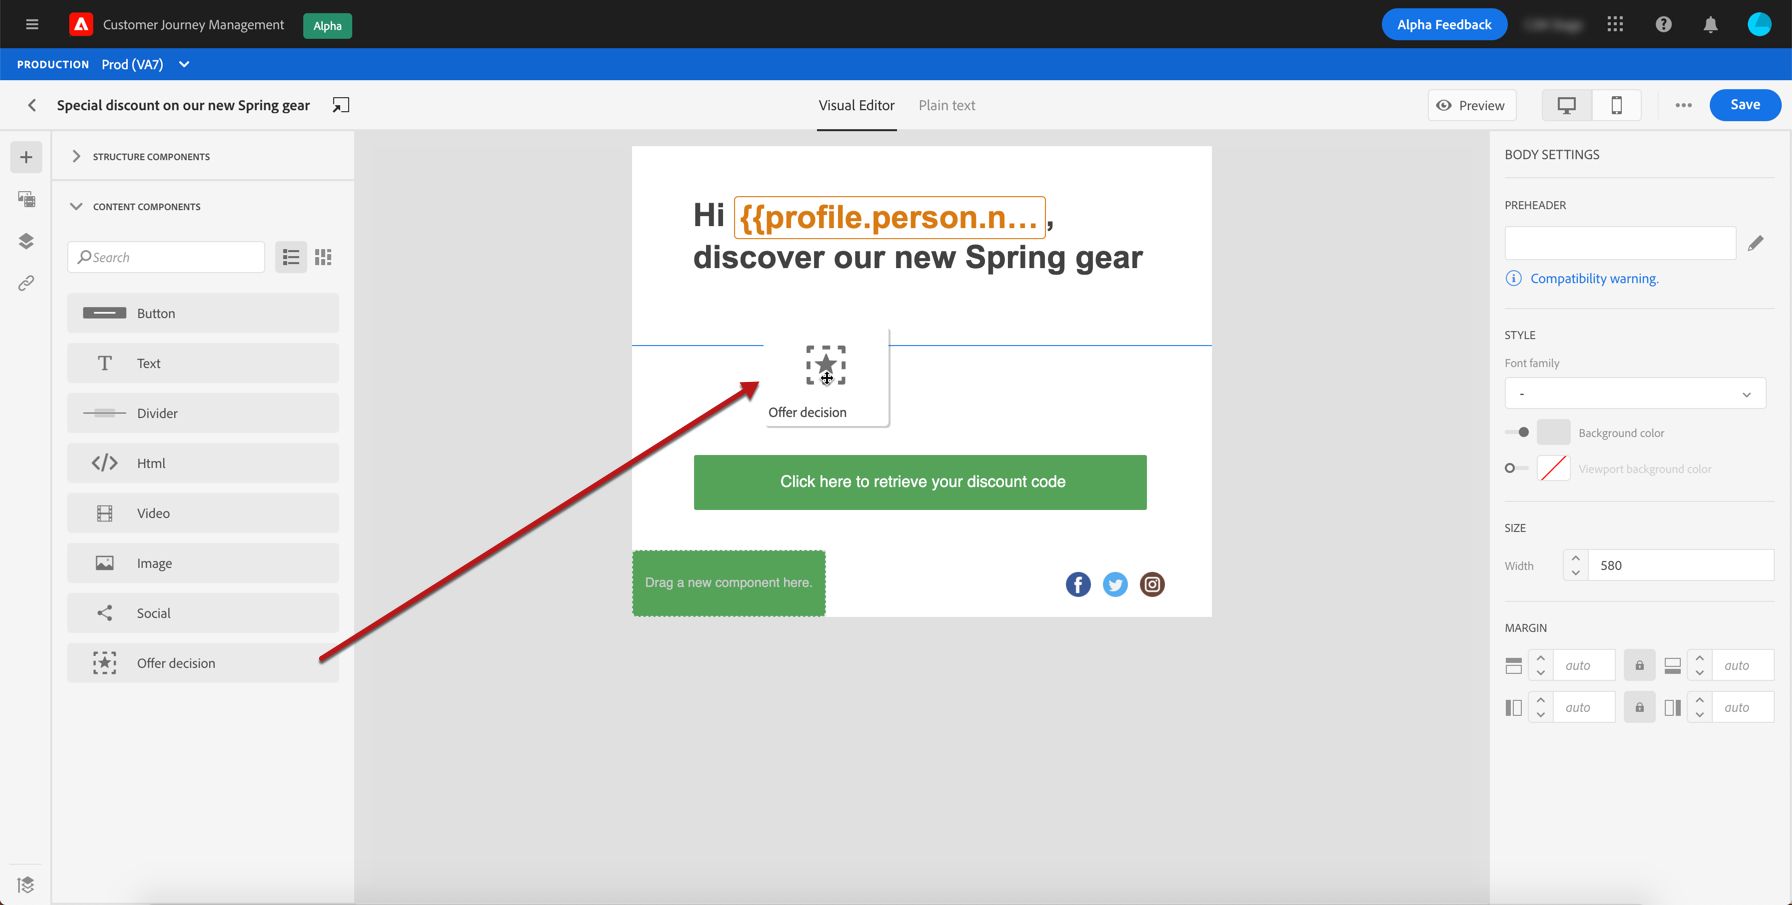 Customer Journey Management
Alpha
Alpha Feedback
PRODUCTION Prod (VA7)
Special discount on our new Spring gear
Visual Editor
Plain text
Preview
Save
STRUCTURE COMPONENTS
CONTENT COMPONENTS
Search
Button
Text
Divider
Html
Video
Image
Social
Offer decision
Hi {{profile.person.n... ,
discover our new Spring gear
Offer decision
Click here to retrieve your discount code
Drag a new component here.
BODY SETTINGS
PREHEADER
Compatibility warning.
STYLE
Font family
-
Background color
Viewport background color
SIZE
Width 580
MARGIN
auto auto
auto auto